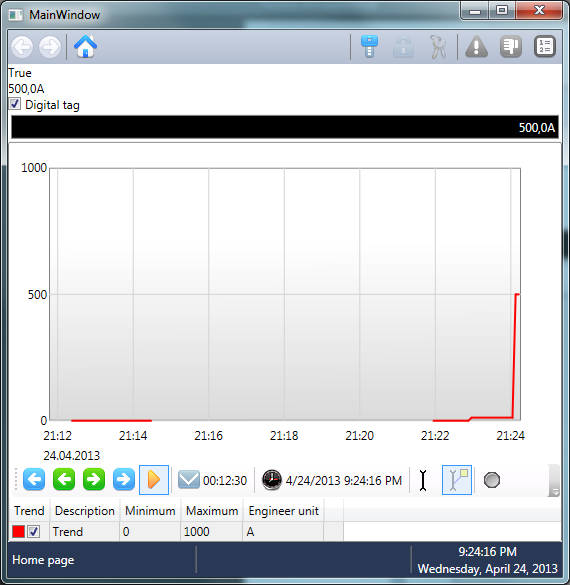 MainWindow
True
500,0A
Digital tag
500,0A
1000
500
0
21:12 21:14 21:16 21:18 21:20 21:22 21:24
24.04.2013
00:12:30 4/24/2013 9:24:16 PM
Trend Description Minimum Maximum Engineer unit
Trend 0 1000 A
Home page
9:24:16 PM
Wednesday, April 24, 2013